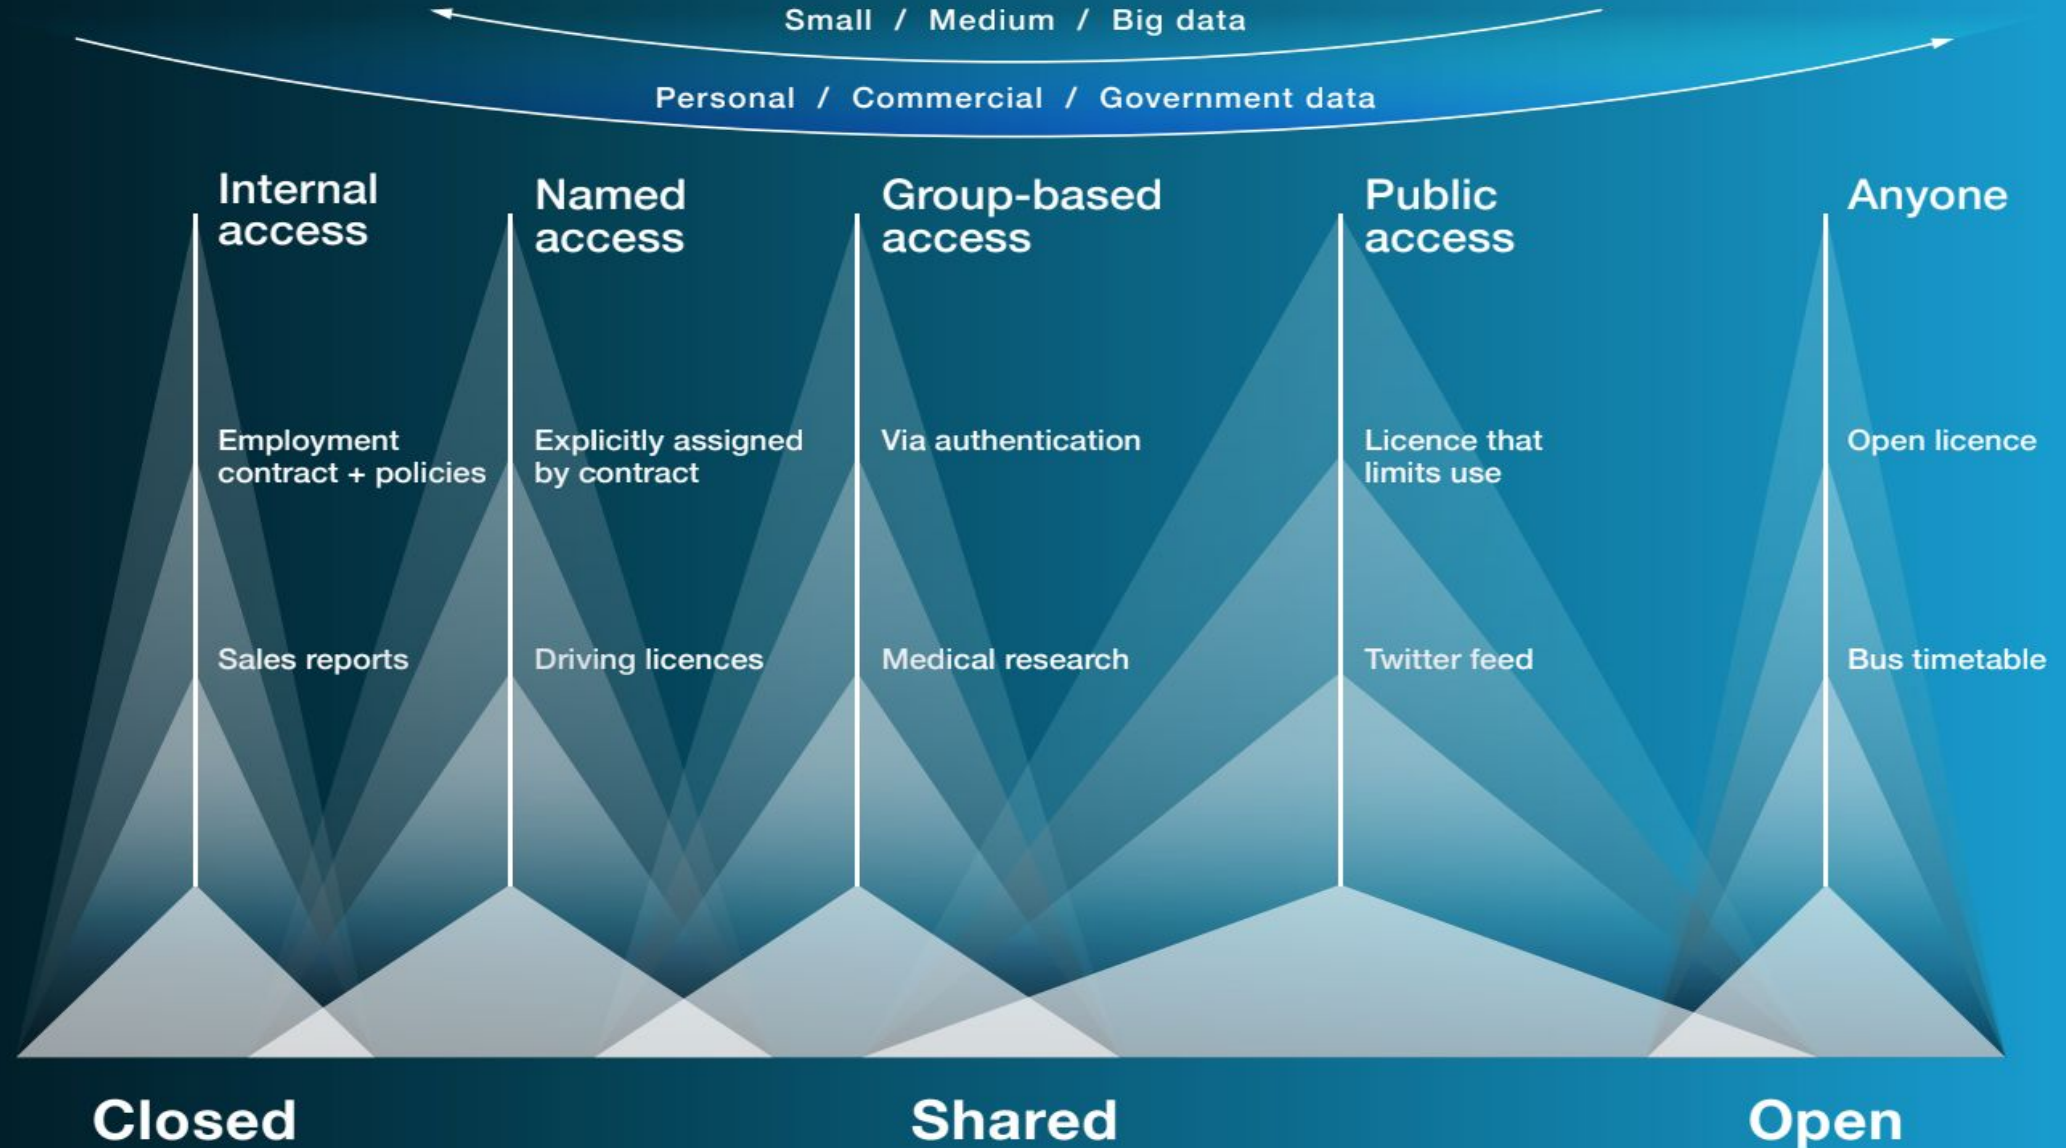 Small / Medium / Big data
Personal / Commercial / Government data
Internal
access
Named
access
Group-based
access
Public
access
Anyone
Employment
contract + policies
Explicitly assigned
by contract
Via authentication
Licence that
limits use
Open licence
Sales reports
Driving licences
Medical research
Twitter feed
Bus timetable
Closed
Shared
Open